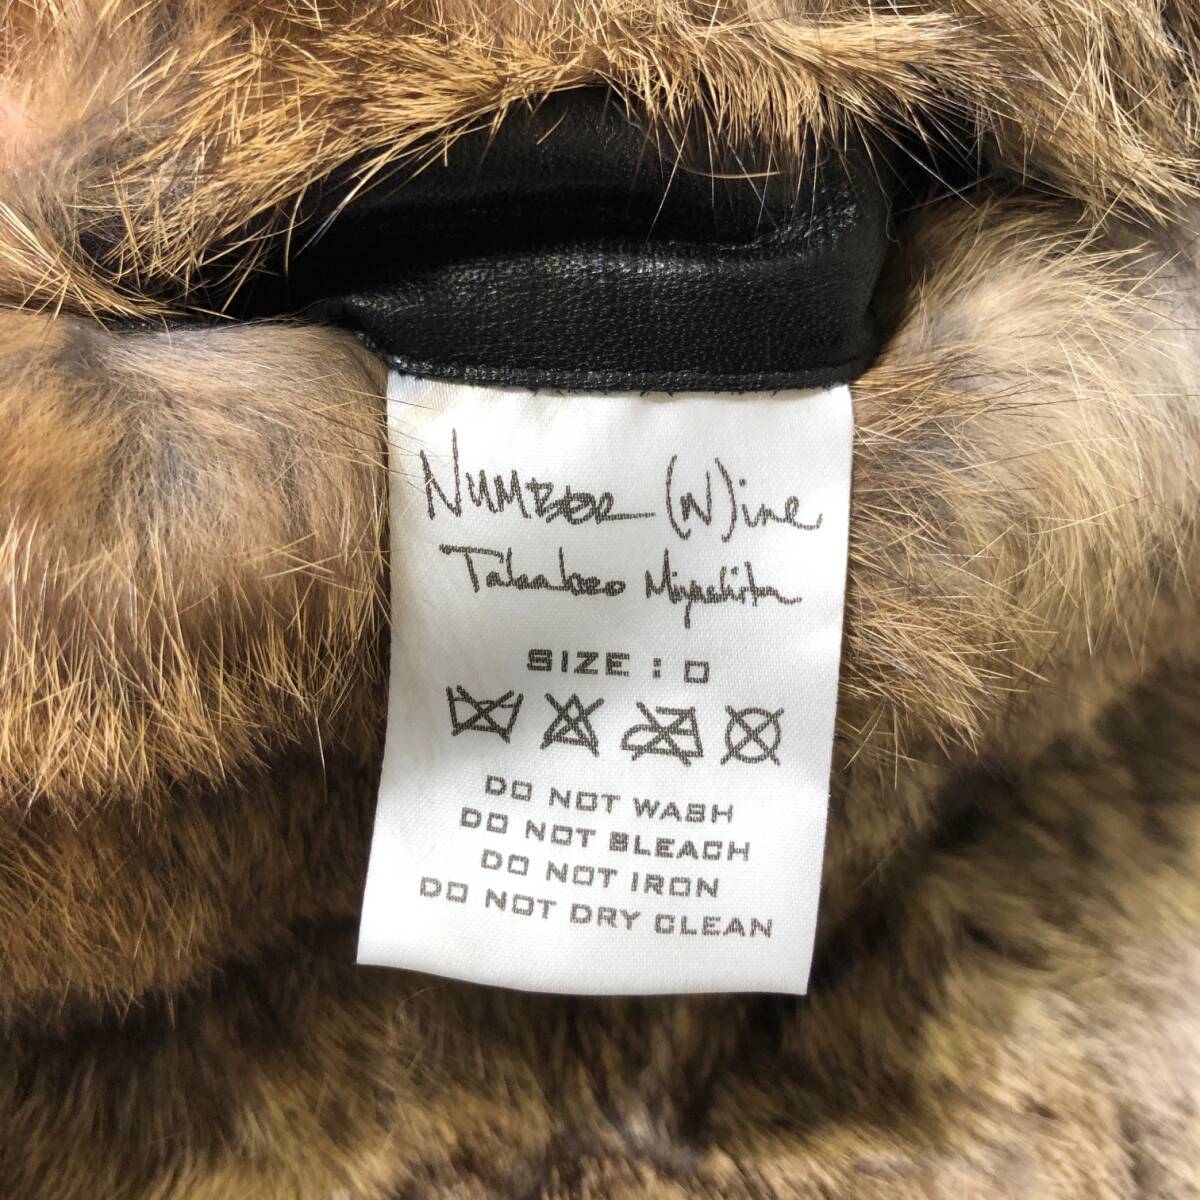 NUMBER (N)ine
Takahiro Miyashita
SIZE : 0
DO NOT WASH
DO NOT BLEACH
DO NOT IRON
DO NOT DRY CLEAN